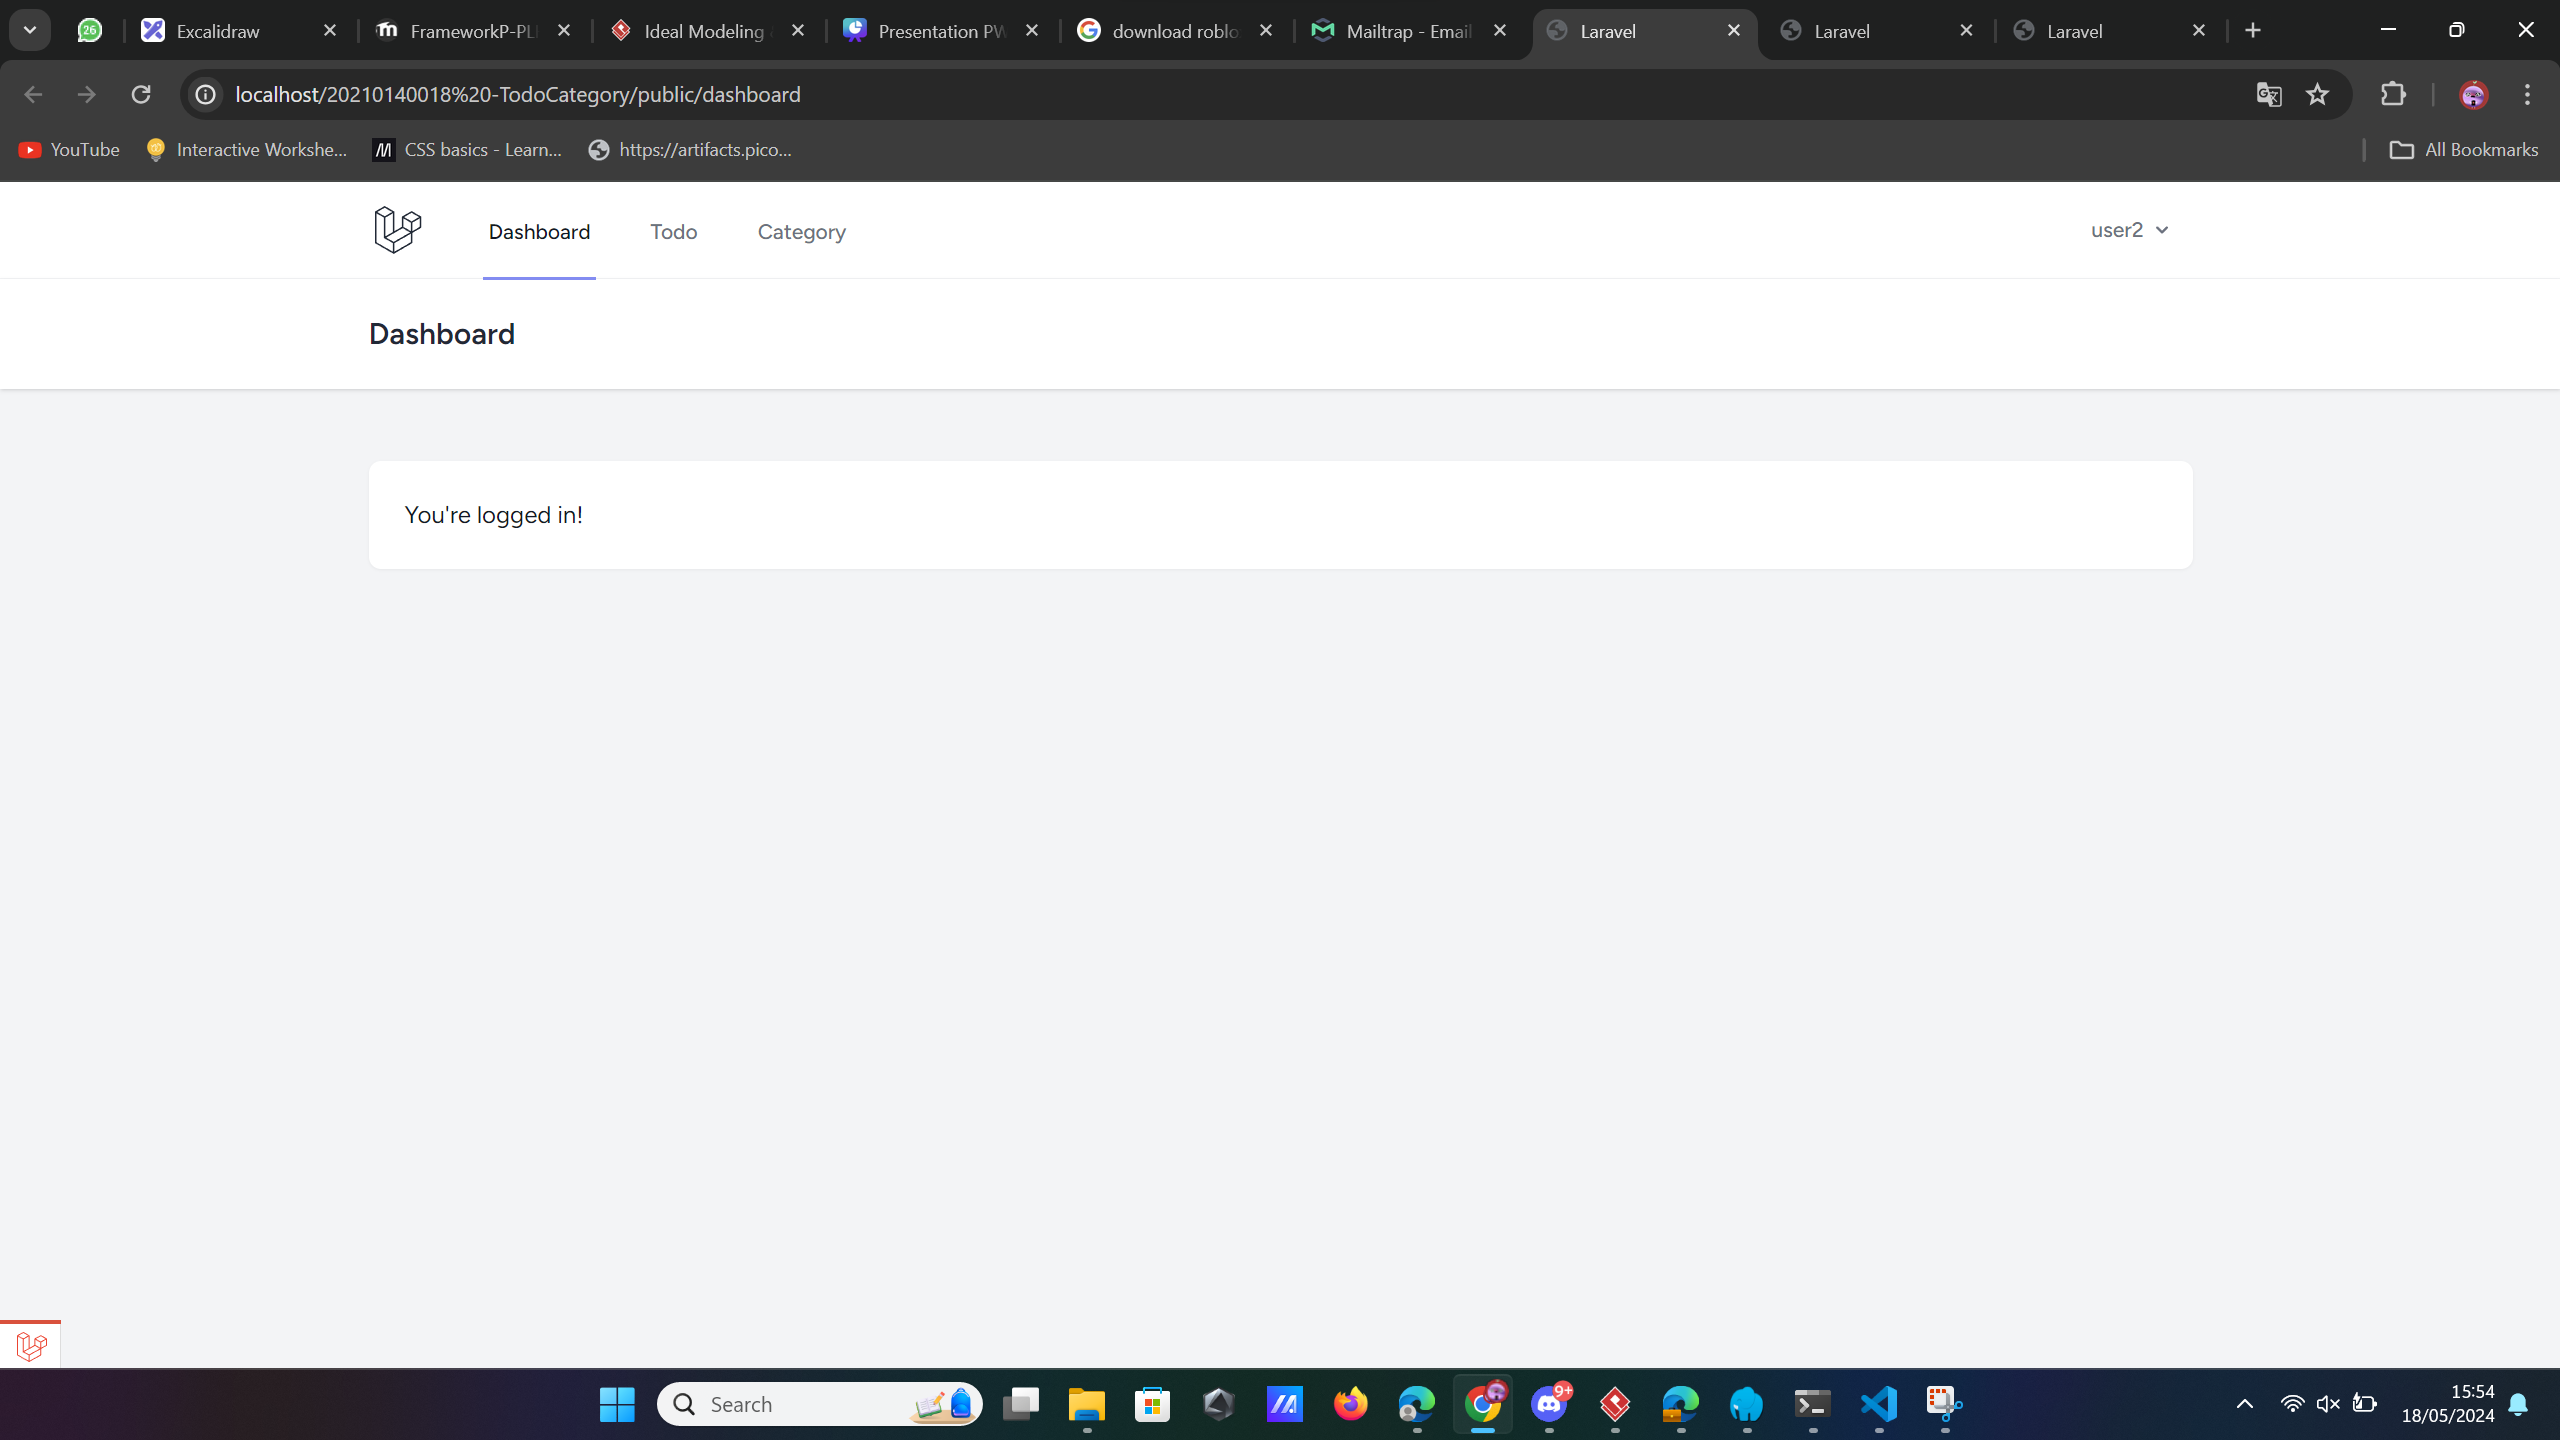 26 Excalidraw FrameworkP-PL Ideal Modeling Presentation PW download roblo Mailtrap - Email Laravel Laravel Laravel
localhost/20210140018%20-TodoCategory/public/dashboard
YouTube Interactive Workshe... CSS basics - Learn... https://artifacts.pico... All Bookmarks
Dashboard Todo Category user2
Dashboard
You're logged in!
Search 9+ 15:54
18/05/2024